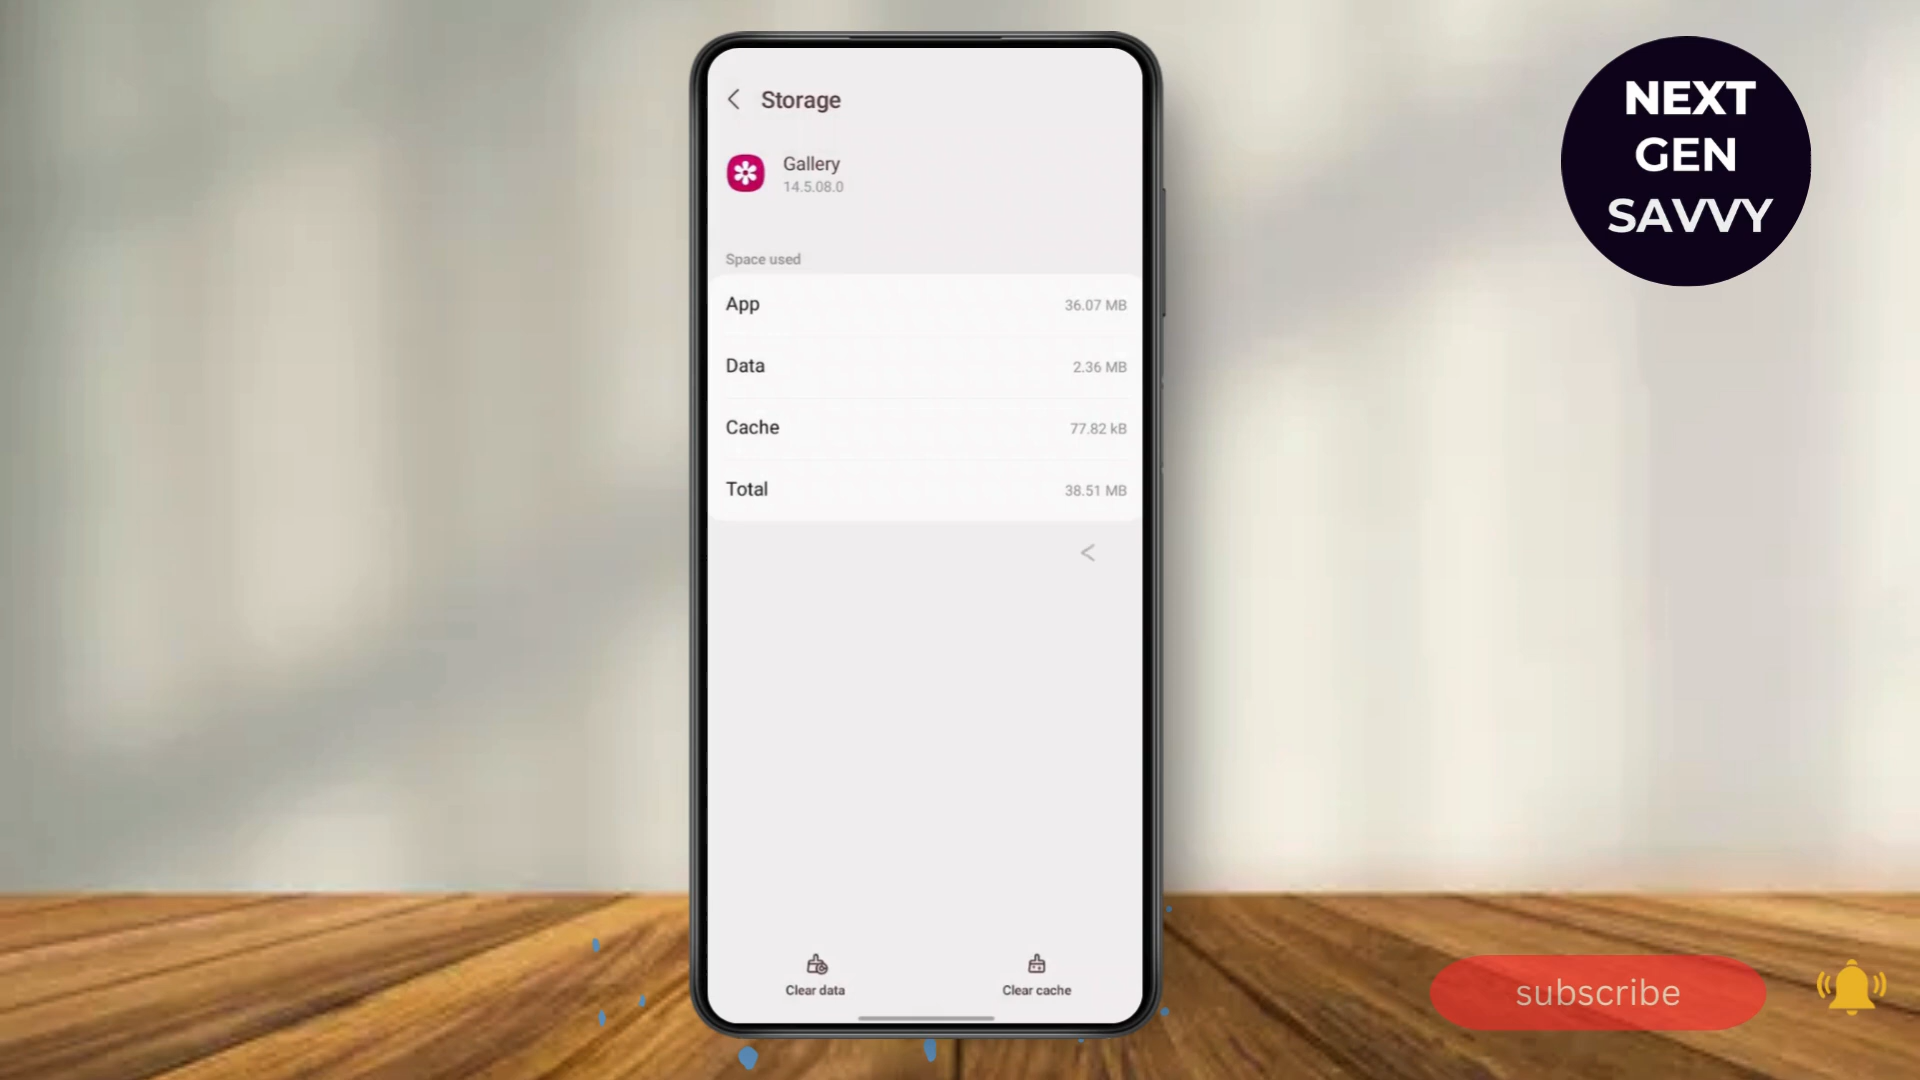 Storage
Gallery
14.5.08.0
Space used
App 36.07 MB
Data 2.36 MB
Cache 77.82 kB
Total 38.51 MB
Clear data Clear cache
NEXT
GEN
SAVVY
subscribe